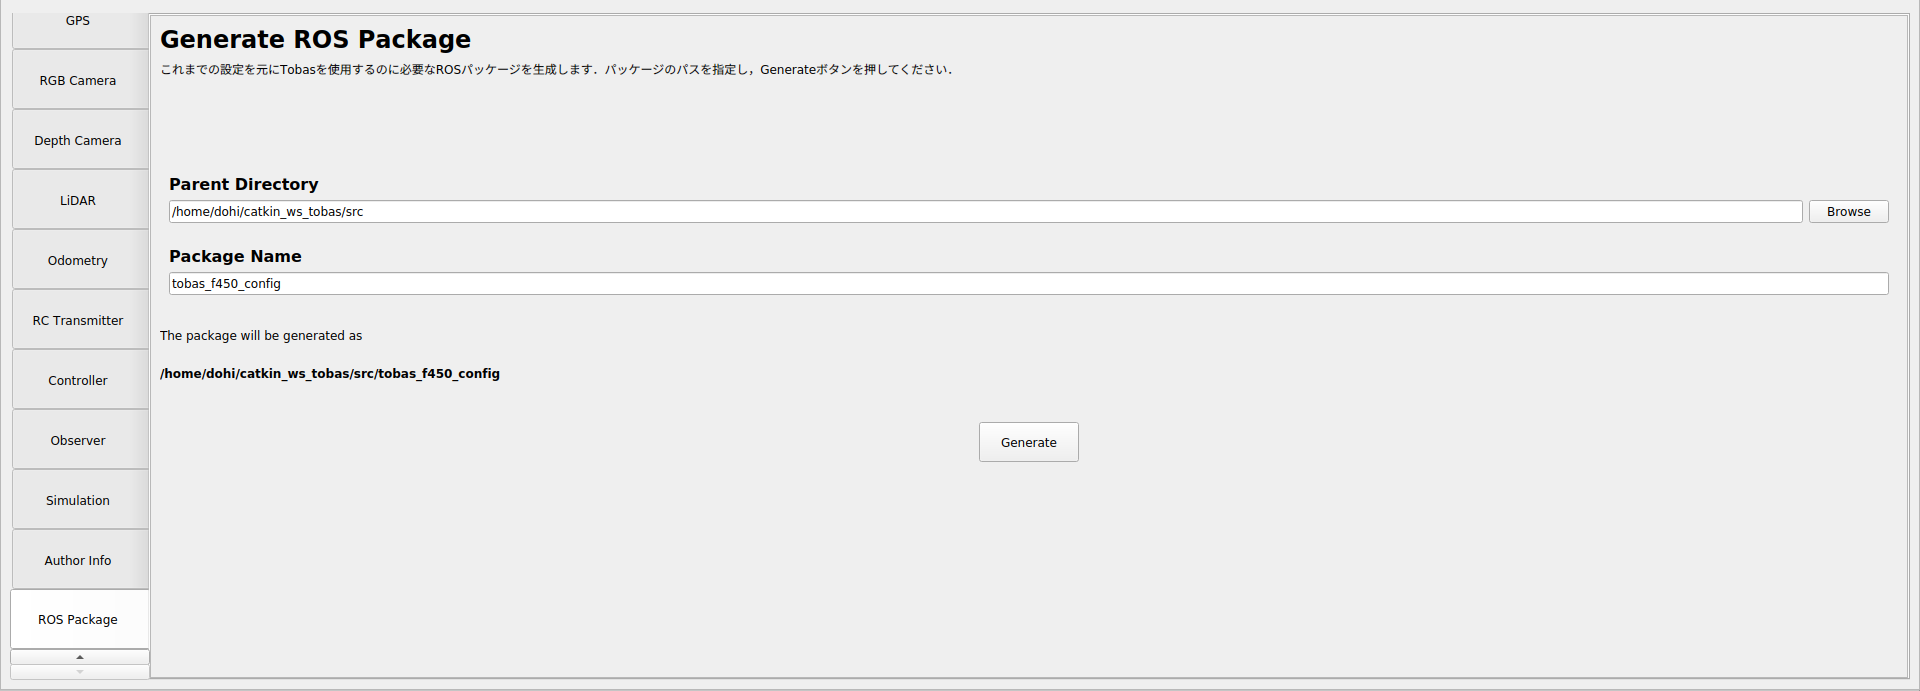 GPS
RGB Camera
Depth Camera
LiDAR
Odometry
RC Transmitter
Controller
Observer
Simulation
Author Info
ROS Package
Generate ROS Package
これまでの設定を元にTobasを使用するのに必要なROSパッケージを生成します．パッケージのパスを指定し，Generateボタンを押してください．
Parent Directory
/home/dohi/catkin_ws_tobas/src
Browse
Package Name
tobas_f450_config
The package will be generated as
/home/dohi/catkin_ws_tobas/src/tobas_f450_config
Generate